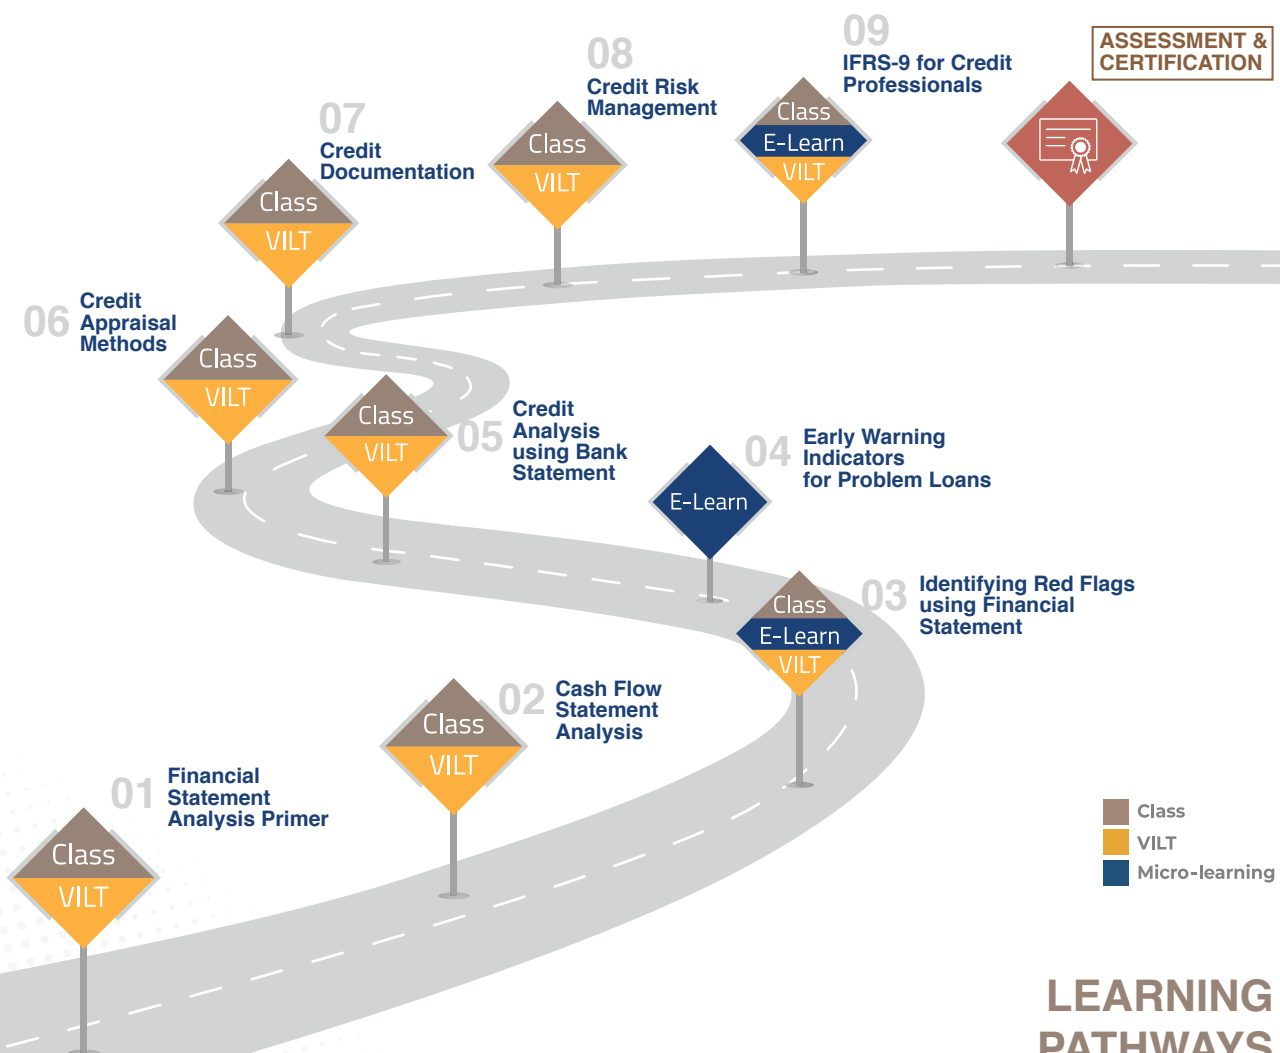 09
IFRS-9 for Credit
Professionals
Class
E-Learn
VILT
ASSESSMENT &
CERTIFICATION
08
Credit Risk
Management
Class
VILT
07
Credit
Documentation
Class
VILT
06
Credit
Appraisal
Methods
Class
VILT
05
Credit
Analysis
using Bank
Statement
Class
VILT
04
Early Warning
Indicators
for Problem Loans
E-Learn
03
Identifying Red Flags
using Financial
Statement
Class
E-Learn
VILT
02
Cash Flow
Statement
Analysis
Class
VILT
01
Financial
Statement
Analysis Primer
Class
VILT
Class
VILT
Micro-learning
LEARNING
PATHWAYS